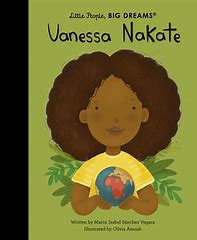 Little People, BIG DREAMS®
Vanessa Nakate
Written by Maria Isabel Sánchez Vegara
Illustrated by Olivia Amoah